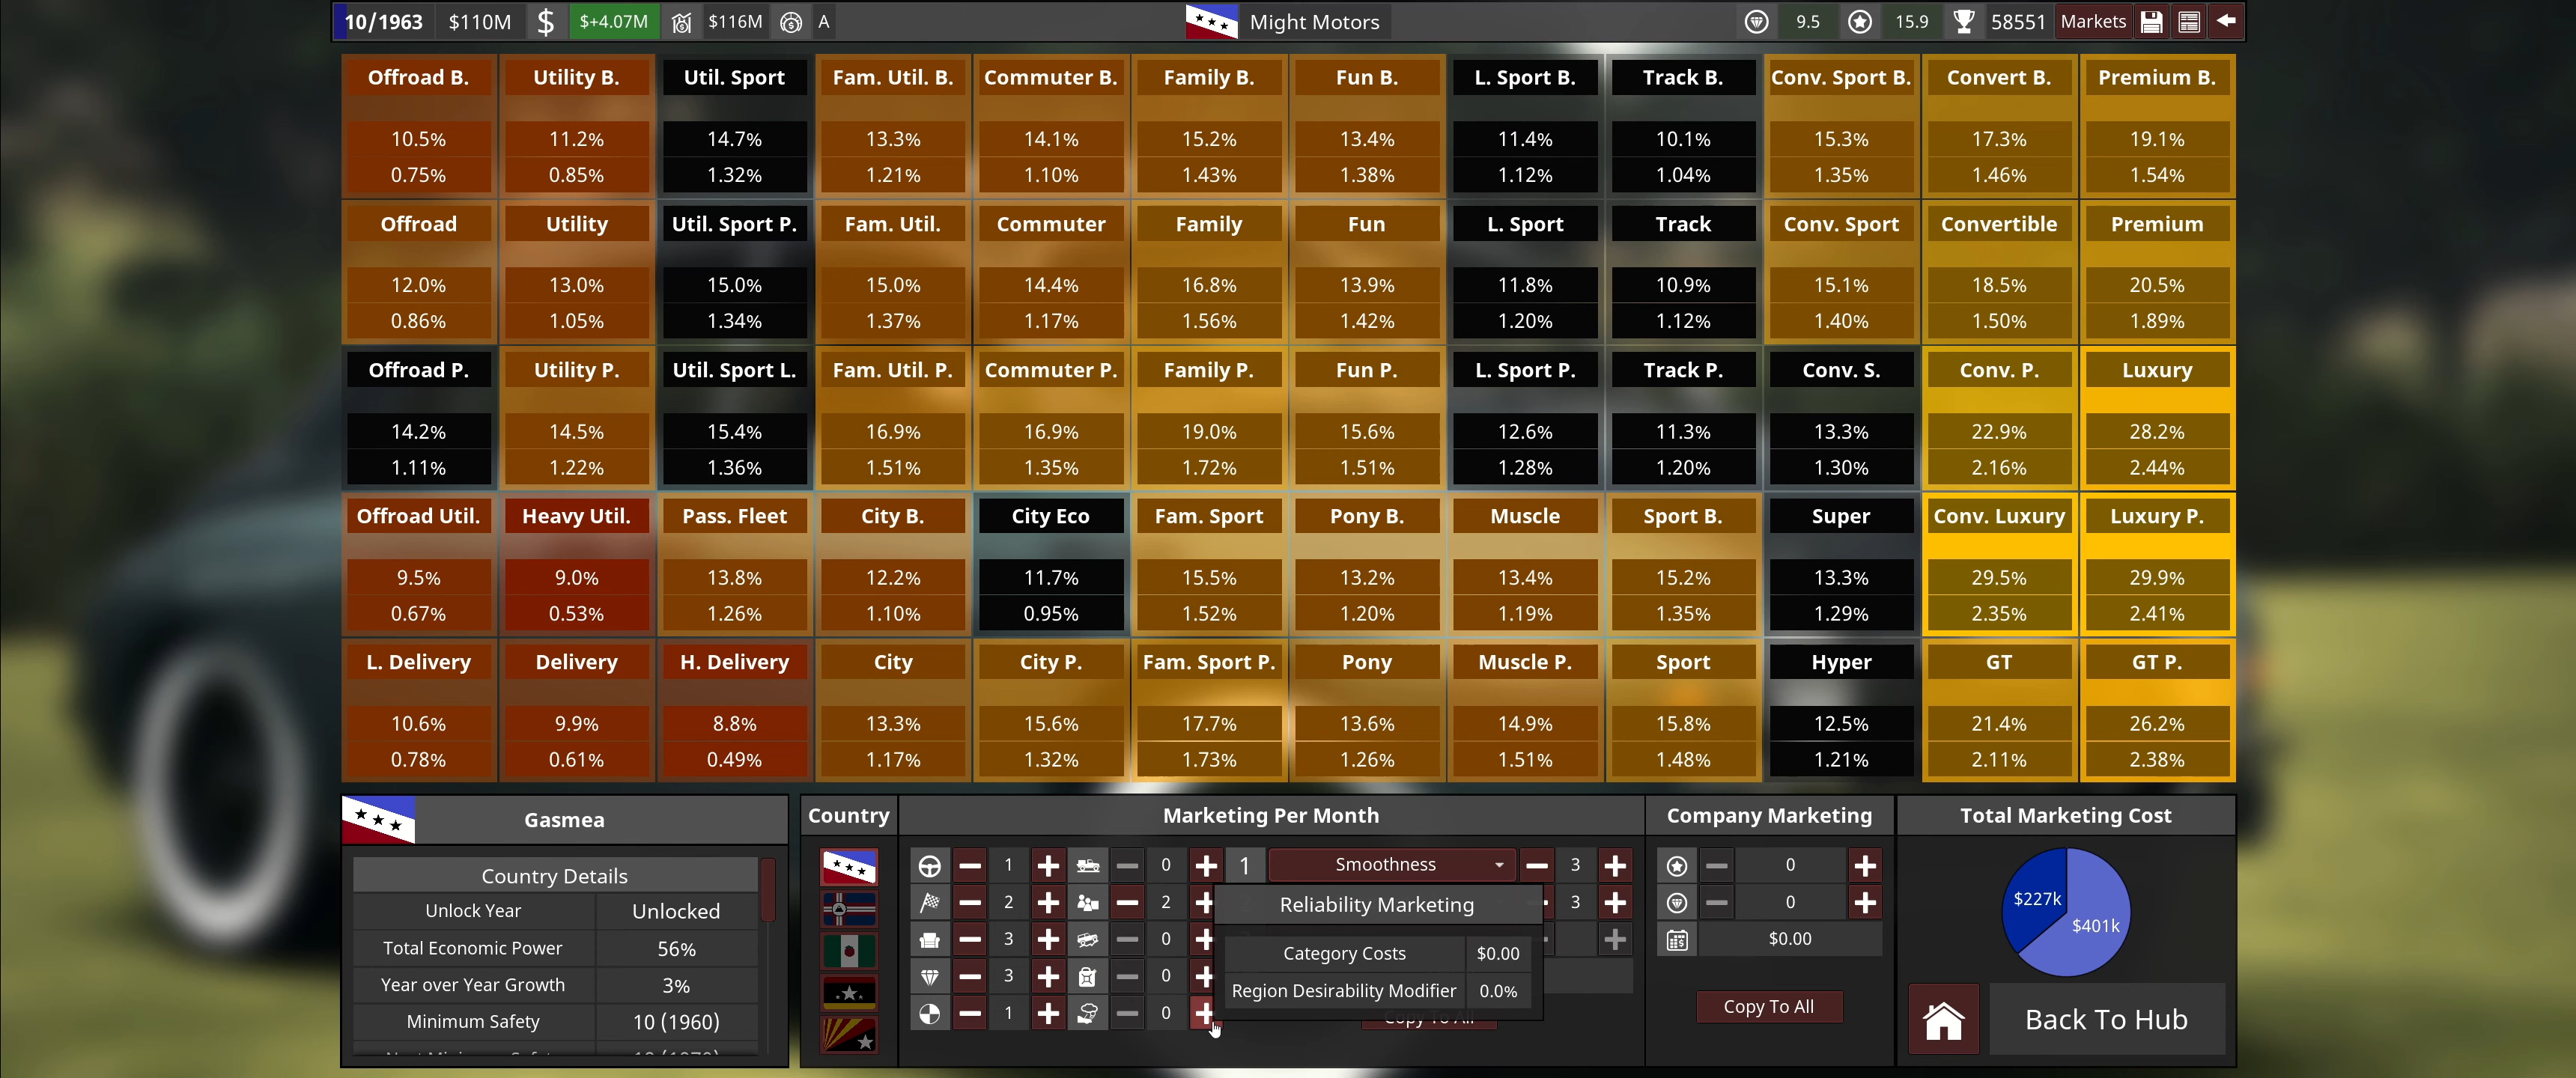 10/1963 $110M $+4.07M $116M A Might Motors 9.5 15.9 58551 Markets
Offroad B. Utility B. Util. Sport Fam. Util. B. Commuter B. Family B. Fun B. L. Sport B. Track B. Conv. Sport B. Convert B. Premium B.
10.5% 11.2% 14.7% 13.3% 14.1% 15.2% 13.4% 11.4% 10.1% 15.3% 17.3% 19.1%
0.75% 0.85% 1.32% 1.21% 1.10% 1.43% 1.38% 1.12% 1.04% 1.35% 1.46% 1.54%
Offroad Utility Util. Sport P. Fam. Util. Commuter Family Fun L. Sport Track Conv. Sport Convertible Premium
12.0% 13.0% 15.0% 15.0% 14.4% 16.8% 13.9% 11.8% 10.9% 15.1% 18.5% 20.5%
0.86% 1.05% 1.34% 1.37% 1.17% 1.56% 1.42% 1.20% 1.12% 1.40% 1.50% 1.89%
Offroad P. Utility P. Util. Sport L. Fam. Util. P. Commuter P. Family P. Fun P. L. Sport P. Track P. Conv. S. Conv. P. Luxury
14.2% 14.5% 15.4% 16.9% 16.9% 19.0% 15.6% 12.6% 11.3% 13.3% 22.9% 28.2%
1.11% 1.22% 1.36% 1.51% 1.35% 1.72% 1.51% 1.28% 1.20% 1.30% 2.16% 2.44%
Offroad Util. Heavy Util. Pass. Fleet City B. City Eco Fam. Sport Pony B. Muscle Sport B. Super Conv. Luxury Luxury P.
9.5% 9.0% 13.8% 12.2% 11.7% 15.5% 13.2% 13.4% 15.2% 13.3% 29.5% 29.9%
0.67% 0.53% 1.26% 1.10% 0.95% 1.52% 1.20% 1.19% 1.35% 1.29% 2.35% 2.41%
L. Delivery Delivery H. Delivery City City P. Fam. Sport P. Pony Muscle P. Sport Hyper GT GT P.
10.6% 9.9% 8.8% 13.3% 15.6% 17.7% 13.6% 14.9% 15.8% 12.5% 21.4% 26.2%
0.78% 0.61% 0.49% 1.17% 1.32% 1.73% 1.26% 1.51% 1.48% 1.21% 2.11% 2.38%
Gasmea
Country Details
Unlock Year Unlocked
Total Economic Power 56%
Year over Year Growth 3%
Minimum Safety 10 (1960)
Country
Marketing Per Month
1 0 1 Smoothness 3
2 2 3
3 0
3 0
1 0
Reliability Marketing
Category Costs $0.00
Region Desirability Modifier 0.0%
Copy To All
Company Marketing
0
0
$0.00
Copy To All
Total Marketing Cost
$227k
$401k
Back To Hub